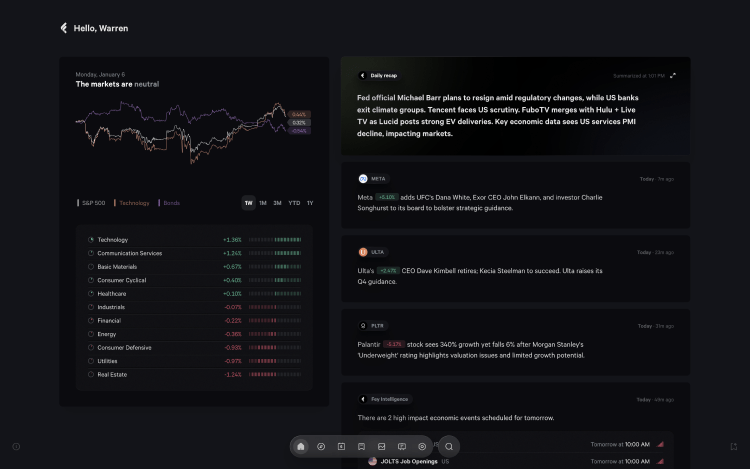 Hello, Warren
Monday, January 6
The markets are neutral
0.44%
0.32%
-0.54%
S&P 500
Technology
Bonds
1W
1M
3M
YTD
1Y
Technology +1.36%
Communication Services +1.24%
Basic Materials +0.67%
Consumer Cyclical +0.40%
Healthcare +0.10%
Industrials -0.07%
Financial -0.22%
Energy -0.36%
Consumer Defensive -0.93%
Utilities -0.97%
Real Estate -1.24%
Daily recap
Summarized at 1:01 PM
Fed official Michael Barr plans to resign amid regulatory changes, while US banks
exit climate groups. Tencent faces US scrutiny. FuboTV merges with Hulu + Live
TV as Lucid posts strong EV deliveries. Key economic data sees US services PMI
decline, impacting markets.
META
Today · 7m ago
Meta +5.10% adds UFC's Dana White, Exor CEO John Elkann, and investor Charlie
Songhurst to its board to bolster strategic guidance.
ULTA
Today · 23m ago
Ulta's +2.47% CEO Dave Kimbell retires; Kecia Steelman to succeed. Ulta raises its
Q4 guidance.
PLTR
Today · 31m ago
Palantir stock sees 340% growth yet falls 6% after Morgan Stanley's
'Underweight' rating highlights valuation issues and limited growth potential.
Fey Intelligence
Today ·
There are 2 high impact economic events scheduled for tomorrow.
US
Tomorrow at 10:00 AM
JOLTS Job Openings US
Tomorrow at 10:00 AM